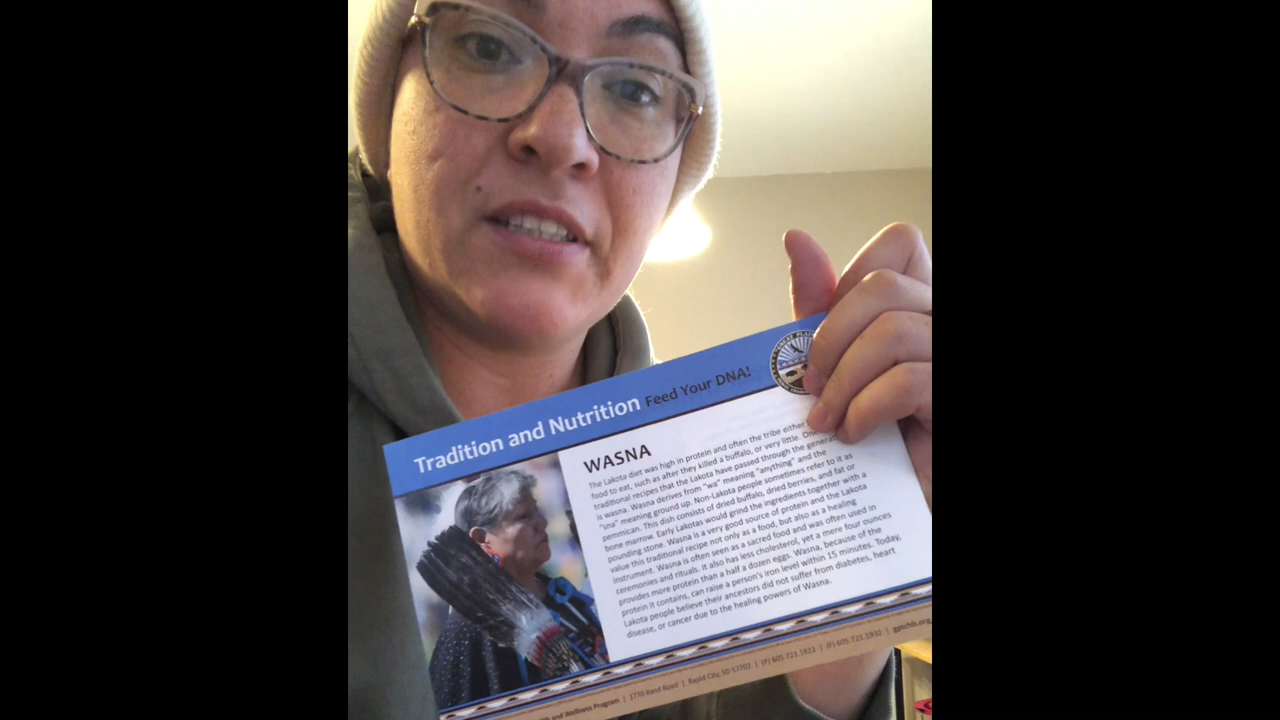 Tradition and Nutrition Feed Your DNA!
WASNA
The Lakota diet was high in protein and often the tribe either
food to eat, such as after they killed a buffalo, or very little. One
traditional recipes that the Lakota have passed through the
is wasna. Wasna derives from "wa" meaning "anything" and the
"sna" meaning ground up. Non-Lakota people sometimes refer to it as
pemmican. This dish consists of dried buffalo, dried berries, and fat or
bone marrow. Early Lakotas would grind the ingredients together with a
pounding stone. Wasna is a very good source of protein and the Lakota
value this traditional recipe not only as a food, but also as a healing
instrument. Wasna is often seen as a sacred food and was often used in
ceremonies and rituals. It also has less cholesterol, yet a mere four ounces
provides more protein than a half a dozen eggs. Wasna, because of the
protein it contains, can raise a person's iron level within 15 minutes. Today,
Lakota people believe their ancestors did not suffer from diabetes, heart
disease, or cancer due to the healing powers of Wasna.
and Wellness Program | 1770 Rand Road | Rapid City, SD 57702 | (P) 605.721.1922 | (F) 605.721.1932 | gptchb.org